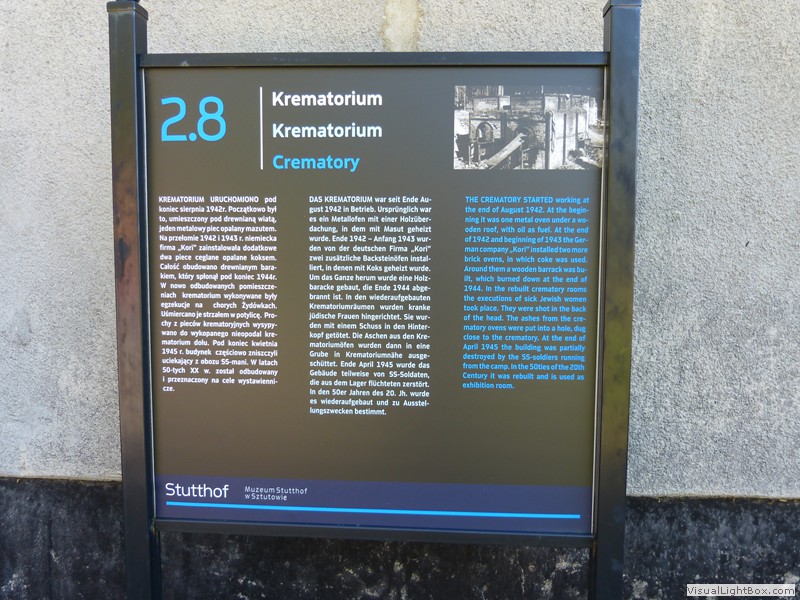 2.8
Krematorium
Krematorium
Crematory
KREMATORIUM URUCHOMIONO pod
koniec sierpnia 1942r. Początkowo był
to, umieszczony pod drewnianą wiatą,
jeden metalowy piec opalany mazutem.
Na przełomie 1942 i 1943 r. niemiecka
firma „Kori" zainstalowała dodatkowe
dwa piece ceglane opalane koksem.
Całość obudowano drewnianym bara-
kiem, który spłonął pod koniec 1944r.
W nowo odbudowanych pomieszcze-
niach krematorium wykonywane były
egzekucje na chorych Żydówkach.
Uśmiercano je strzałem w potylicę. Pro-
chy z pieców krematoryjnych wysypy-
wano do wykopanego nieopodal kre-
matorium dołu. Pod koniec kwietnia
1945 r. budynek częściowo zniszczyli
uciekający z obozu SS-mani. W latach
50-tych XX w. został odbudowany
i przeznaczony na cele wystawienni-
cze.
DAS KREMATORIUM war seit Ende Au-
gust 1942 in Betrieb. Ursprünglich war
es ein Metallofen mit einer Holzüber-
dachung, in dem mit Masut geheizt
wurde. Ende 1942 – Anfang 1943 wur-
den von der deutschen Firma „Kori"
zwei zusätzliche Backsteinöfen instal-
liert, in denen mit Koks geheizt wurde.
Um das Ganze herum wurde eine Holz-
baracke gebaut, die Ende 1944 abge-
brannt ist. In den wiederaufgebauten
Krematoriumräumen wurden kranke
jüdische Frauen hingerichtet. Sie wur-
den mit einem Schuss in den Hinter-
kopf getötet. Die Aschen aus den Kre-
matoriumöfen wurden dann in eine
Grube in Krematoriumnähe ausge-
schüttet. Ende April 1945 wurde das
Gebäude teilweise von SS-Soldaten,
die aus dem Lager flüchteten zerstört.
In den 50er Jahren des 20. Jh. wurde
es wiederaufgebaut und zu Ausstel-
lungszwecken bestimmt.
THE CREMATORY STARTED working at
the end of August 1942. At the begin-
ning it was one metal oven under a wo-
oden roof, with oil as fuel. At the end
of 1942 and beginning of 1943 the Ger-
man company „Kori" installed two more
brick ovens, in which coke was used.
Around them a wooden barrack was bu-
ilt, which burned down at the end of
1944. In the rebuilt crematory rooms
the executions of sick Jewish women
took place. They were shot in the back
of the head. The ashes from the cre-
matory ovens were put into a hole, dug
close to the crematory. At the end of
April 1945 the building was partially
destroyed by the SS-soldiers running
from the camp. In the 50ties of the 20th
Century it was rebuilt and is used as
exhibition room.
Stutthof
Muzeum Stutthof
w Sztutowie
VisualLightBox.com